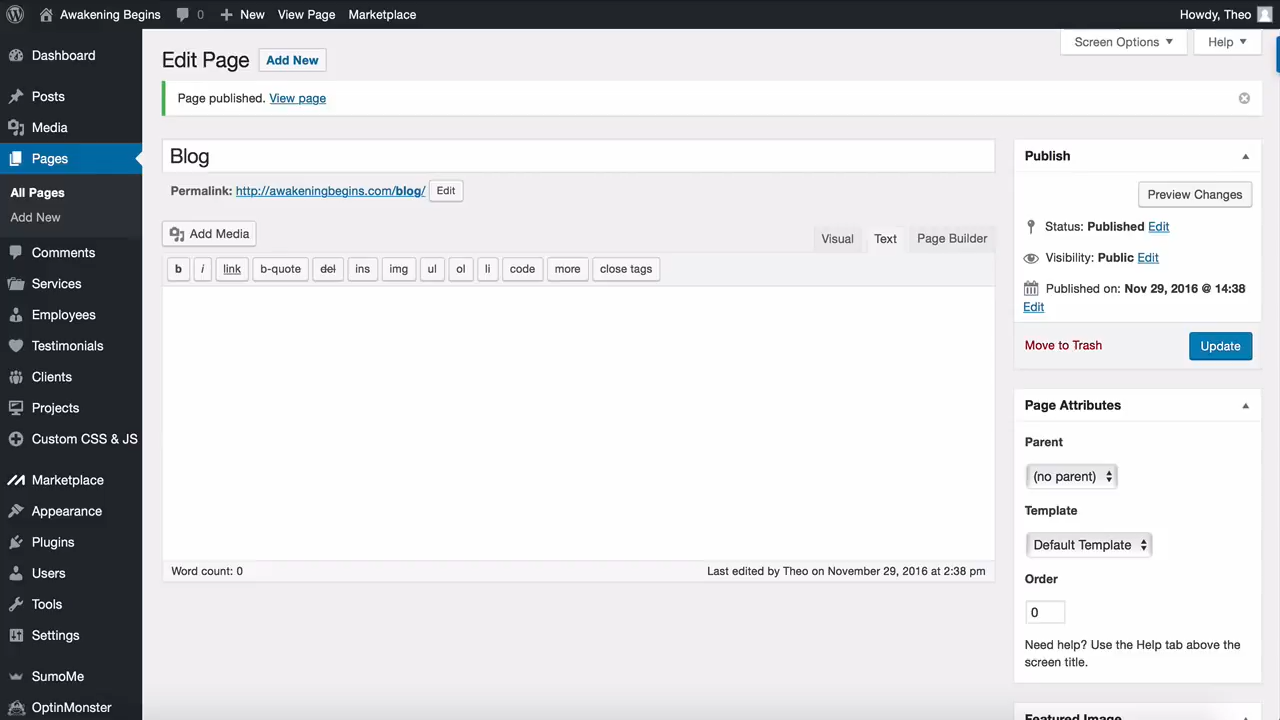 Awakening Begins 0 New View Page Marketplace Howdy, Theo
Dashboard
Posts
Media
Pages
All Pages
Add New
Comments
Services
Employees
Testimonials
Clients
Projects
Custom CSS & JS
Marketplace
Appearance
Plugins
Users
Tools
Settings
SumoMe
OptinMonster
Screen Options Help
Edit Page Add New
Page published. View page
Blog
Permalink: http://awakeningbegins.com/blog/ Edit
Add Media
Visual Text Page Builder
b i link b-quote del ins img ul ol li code more close tags
Word count: 0 Last edited by Theo on November 29, 2016 at 2:38 pm
Publish
Preview Changes
Status: Published Edit
Visibility: Public Edit
Published on: Nov 29, 2016 @ 14:38
Edit
Move to Trash Update
Page Attributes
Parent
(no parent)
Template
Default Template
Order
0
Need help? Use the Help tab above the
screen title.
Featured Image